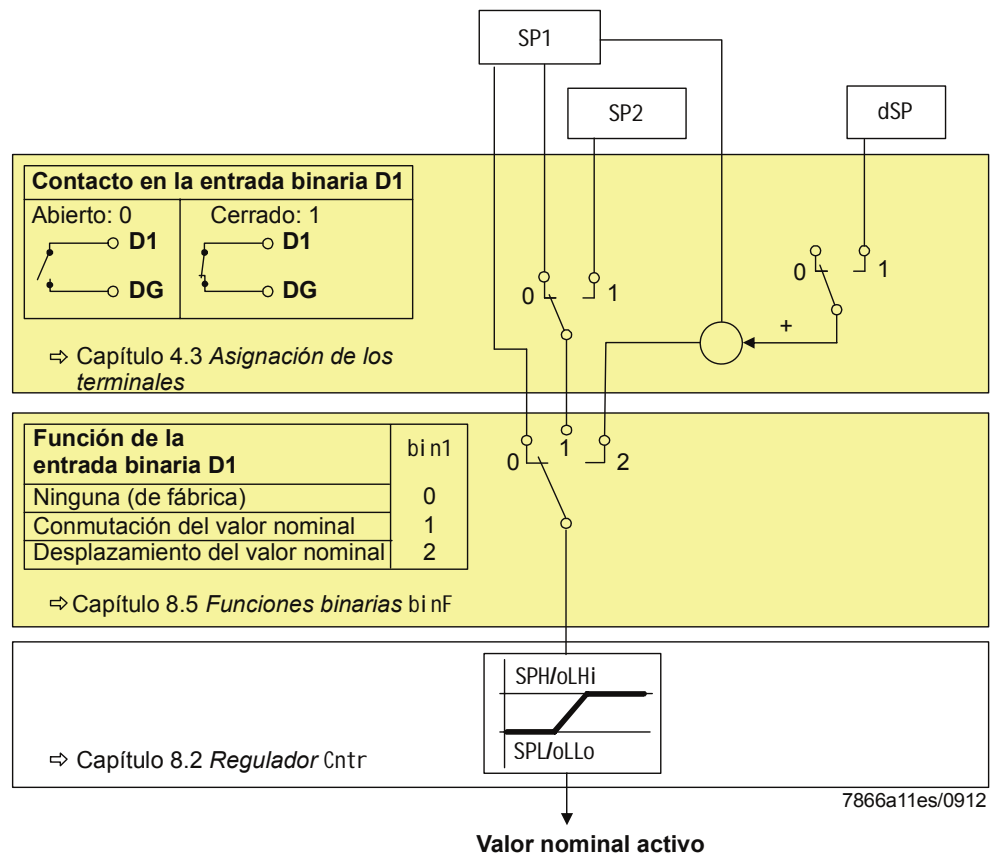 SP1
SP2
dSP
Contacto en la entrada binaria D1
Abierto: 0
Cerrado: 1
D1
D1
DG
DG
0
1
0
1
+
⇨ Capítulo 4.3 Asignación de los
terminales
Función de la
entrada binaria D1
bin1
Ninguna (de fábrica)
0
Conmutación del valor nominal
1
Desplazamiento del valor nominal
2
0
1
2
⇨ Capítulo 8.5 Funciones binarias binF
SPH/oLHi
SPL/oLLo
⇨ Capítulo 8.2 Regulador Cntr
7866a11es/0912
Valor nominal activo